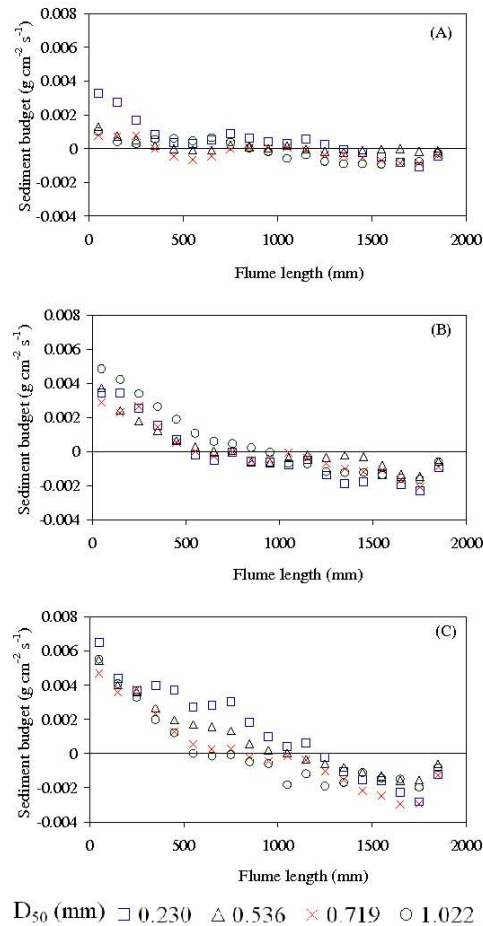 0.008
(A)
0.006
0.004
0.002
0
-0.002
-0.004
Sediment budget (g cm⁻² s⁻¹)
0 500 1000 1500 2000
Flume length (mm)
0.008
(B)
0.006
0.004
0.002
0
-0.002
-0.004
Sediment budget (g cm⁻² s⁻¹)
0 500 1000 1500 2000
Flume length (mm)
0.008
(C)
0.006
0.004
0.002
0
-0.002
-0.004
Sediment budget (g cm⁻² s⁻¹)
0 500 1000 1500 2000
Flume length (mm)
D₅₀ (mm) □ 0.230 △ 0.536 × 0.719 ○ 1.022